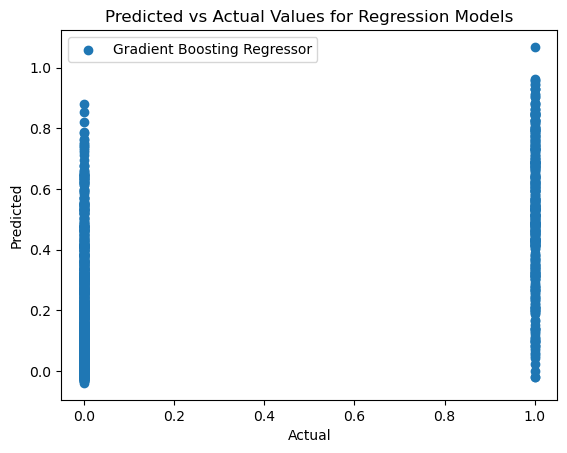 Predicted vs Actual Values for Regression Models
Gradient Boosting Regressor
1.0
0.8
0.6
0.4
0.2
0.0
Predicted
0.0 0.2 0.4 0.6 0.8 1.0
Actual